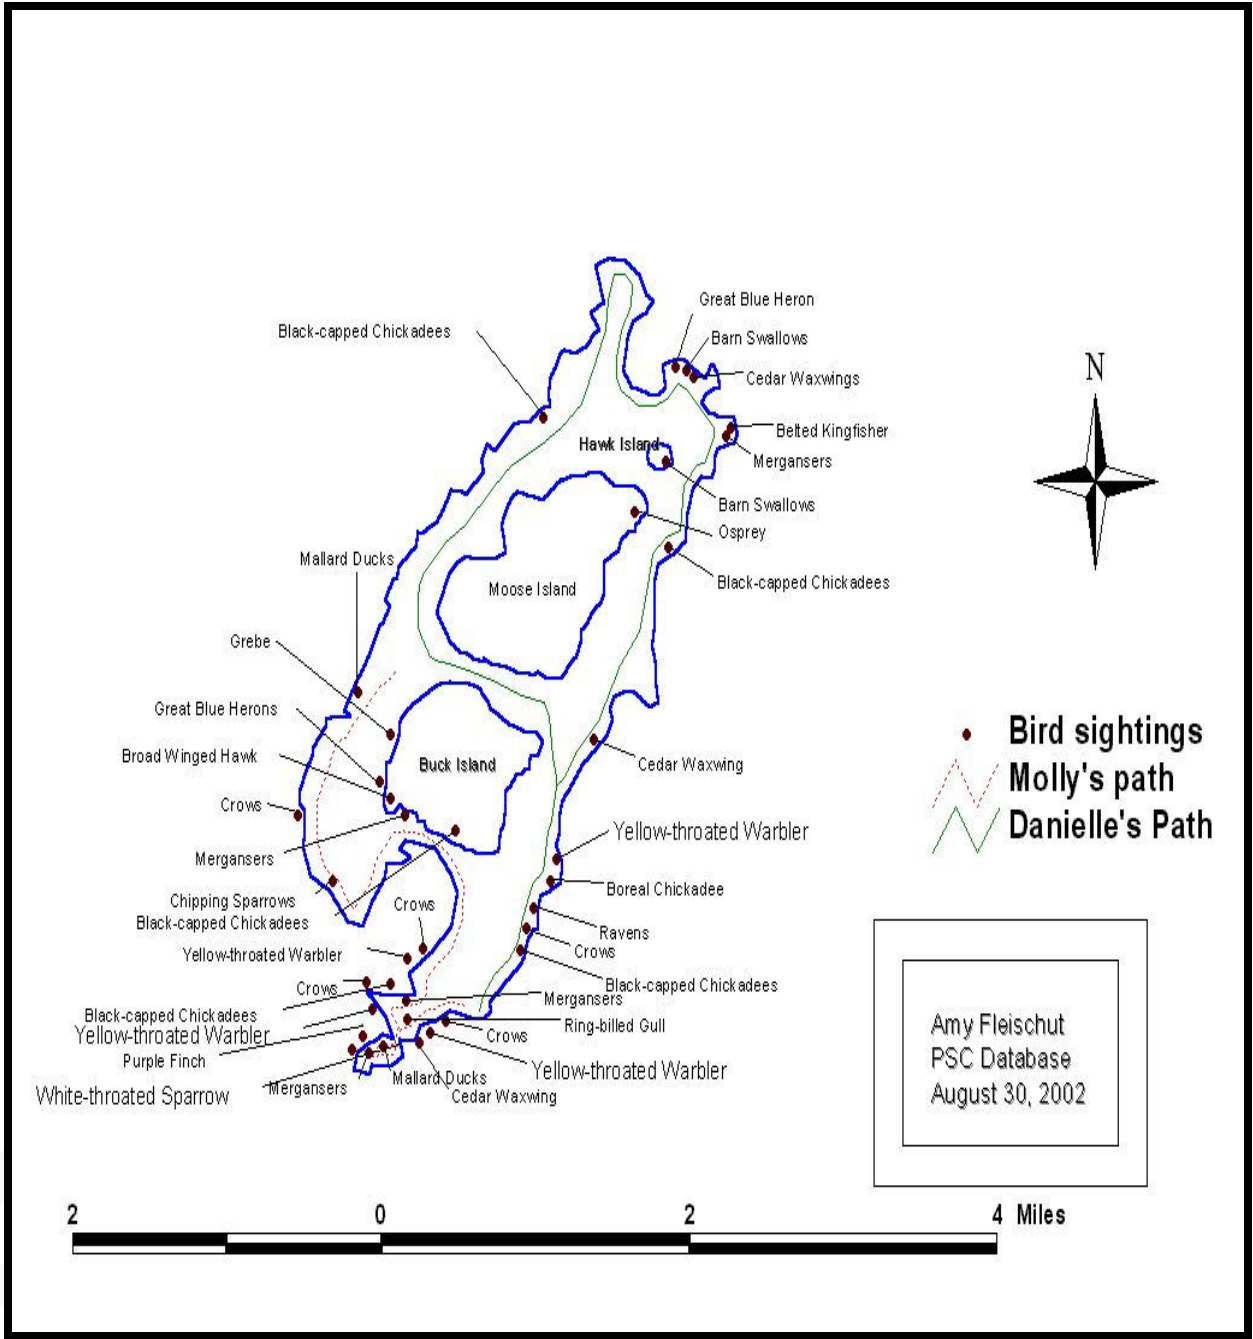 Great Blue Heron
Black-capped Chickadees
Barn Swallows
N
Cedar Waxwings
Belted Kingfisher
Hawk Island
Mergansers
Barn Swallows
Osprey
Mallard Ducks
Black-capped Chickadees
Moose Island
Grebe
Great Blue Herons
Bird sightings
Broad Winged Hawk
Buck Island
Cedar Waxwing
Molly's path
Crows
Danielle's Path
Yellow-throated Warbler
Mergansers
Boreal Chickadee
Chipping Sparrows
Crows
Black-capped Chickadees
Ravens
Crows
Yellow-throated Warbler
Black-capped Chickadees
Crows
Mergansers
Black-capped Chickadees
Ring-billed Gull
Yellow-throated Warbler
Crows
Purple Finch
Yellow-throated Warbler
Mallard Ducks
Mergansers
White-throated Sparrow
Cedar Waxwing
Amy Fleischut
PSC Database
August 30, 2002
2 0 2 4 Miles